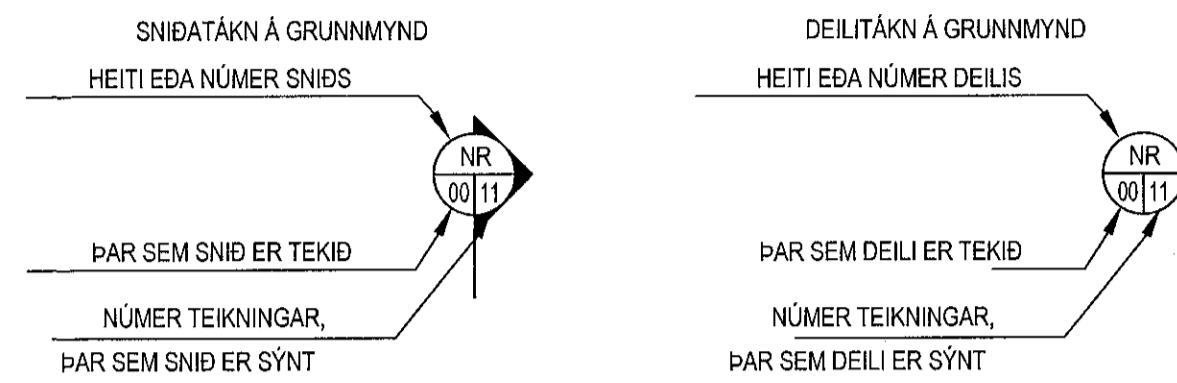 SNIÐATÁKN Á GRUNNMYND
HEITI EÐA NÚMER SNIÐS
NR
00 11
ÞAR SEM SNIÐ ER TEKIÐ
NÚMER TEIKNINGAR,
ÞAR SEM SNIÐ ER SÝNT
DEILITÁKN Á GRUNNMYND
HEITI EÐA NÚMER DEILIS
NR
00 11
ÞAR SEM DEILI ER TEKIÐ
NÚMER TEIKNINGAR,
ÞAR SEM DEILI ER SÝNT